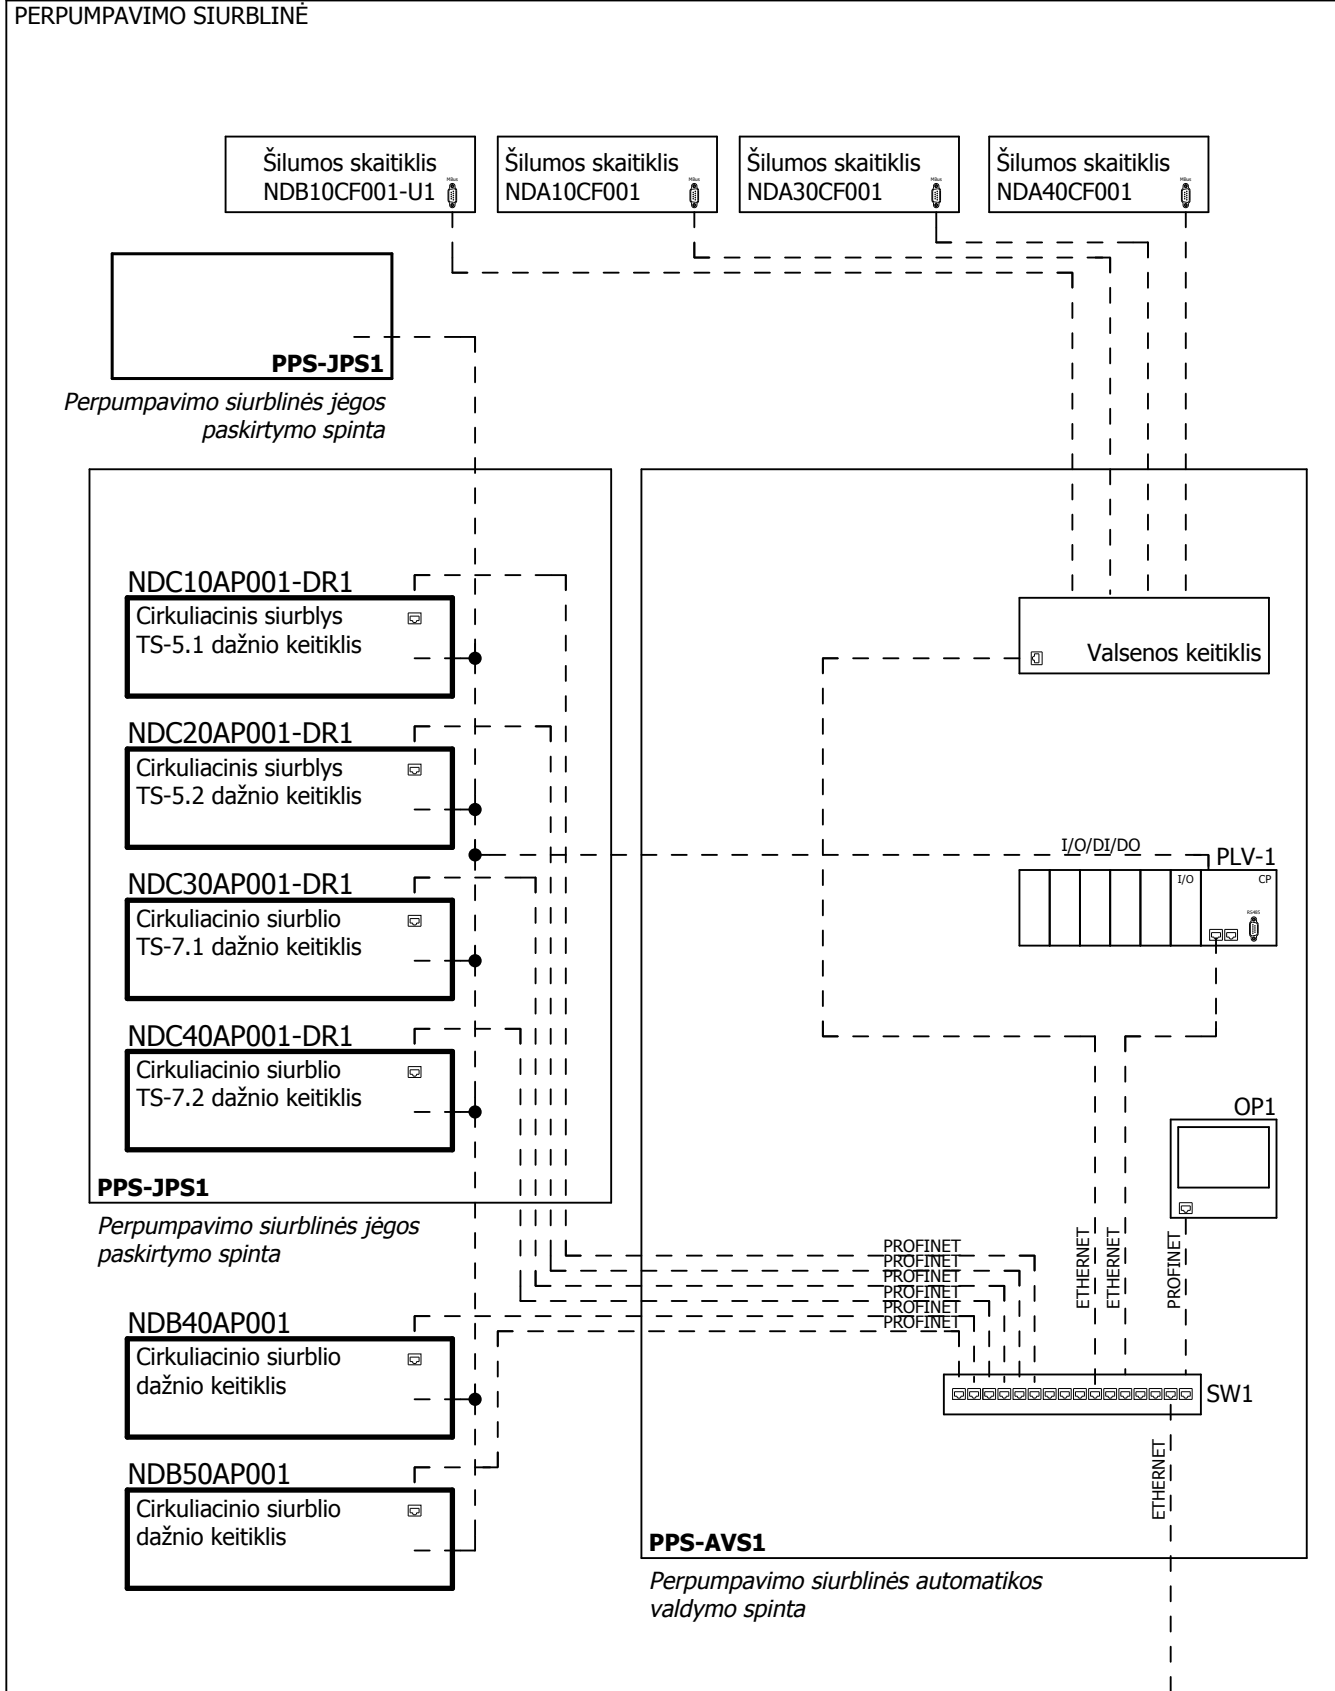 PERPUMPAVIMO SIURBLINĖ
Šilumos skaitiklis
NDB10CF001-U1
MBus
Šilumos skaitiklis
NDA10CF001
MBus
Šilumos skaitiklis
NDA30CF001
MBus
Šilumos skaitiklis
NDA40CF001
MBus
PPS-JPS1
Perpumpavimo siurblinės jėgos
paskirtymo spinta
NDC10AP001-DR1
Cirkuliacinis siurblys
TS-5.1 dažnio keitiklis
NDC20AP001-DR1
Cirkuliacinis siurblys
TS-5.2 dažnio keitiklis
NDC30AP001-DR1
Cirkuliacinio siurblio
TS-7.1 dažnio keitiklis
NDC40AP001-DR1
Cirkuliacinio siurblio
TS-7.2 dažnio keitiklis
PPS-JPS1
Perpumpavimo siurblinės jėgos
paskirtymo spinta
NDB40AP001
Cirkuliacinio siurblio
dažnio keitiklis
NDB50AP001
Cirkuliacinio siurblio
dažnio keitiklis
Valsenos keitiklis
I/O/DI/DO
PLV-1
I/O
CP
RS485
OP1
PROFINET
PROFINET
PROFINET
PROFINET
PROFINET
PROFINET
ETHERNET
ETHERNET
PROFINET
SW1
ETHERNET
PPS-AVS1
Perpumpavimo siurblinės automatikos
valdymo spinta